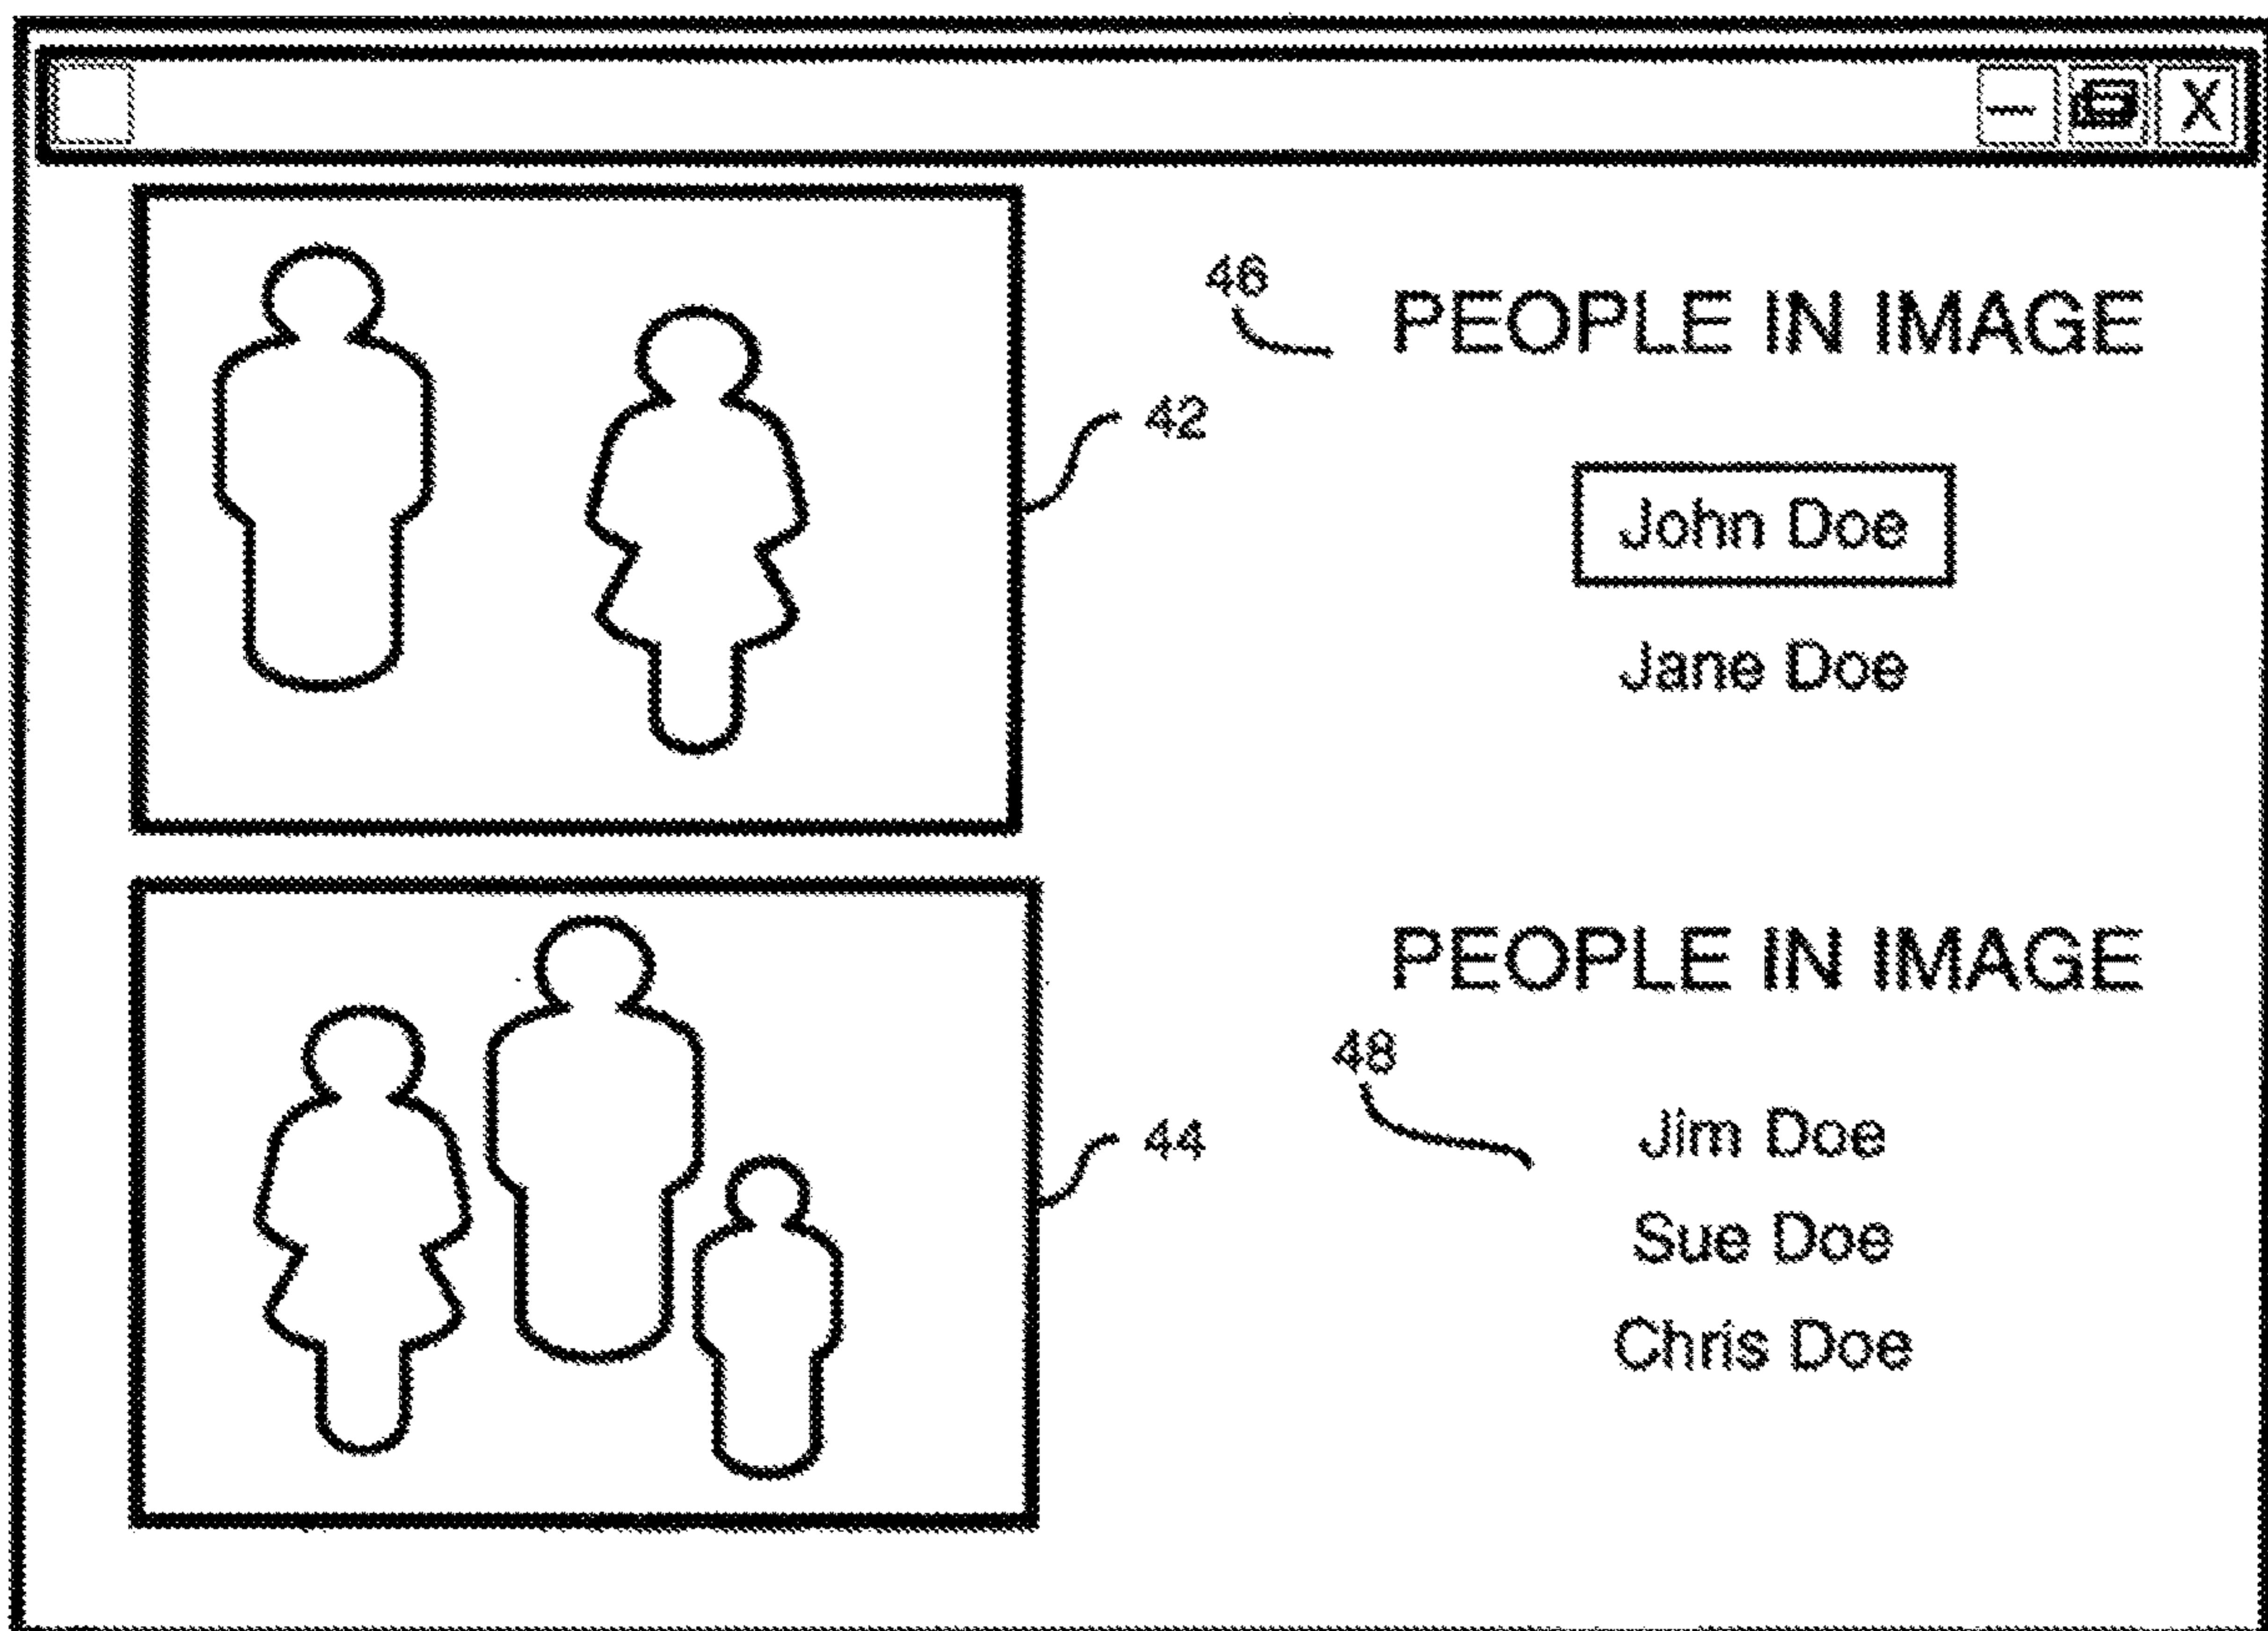 X
46
PEOPLE IN IMAGE
42
John Doe
Jane Doe
PEOPLE IN IMAGE
48
44
Jim Doe
Sue Doe
Chris Doe